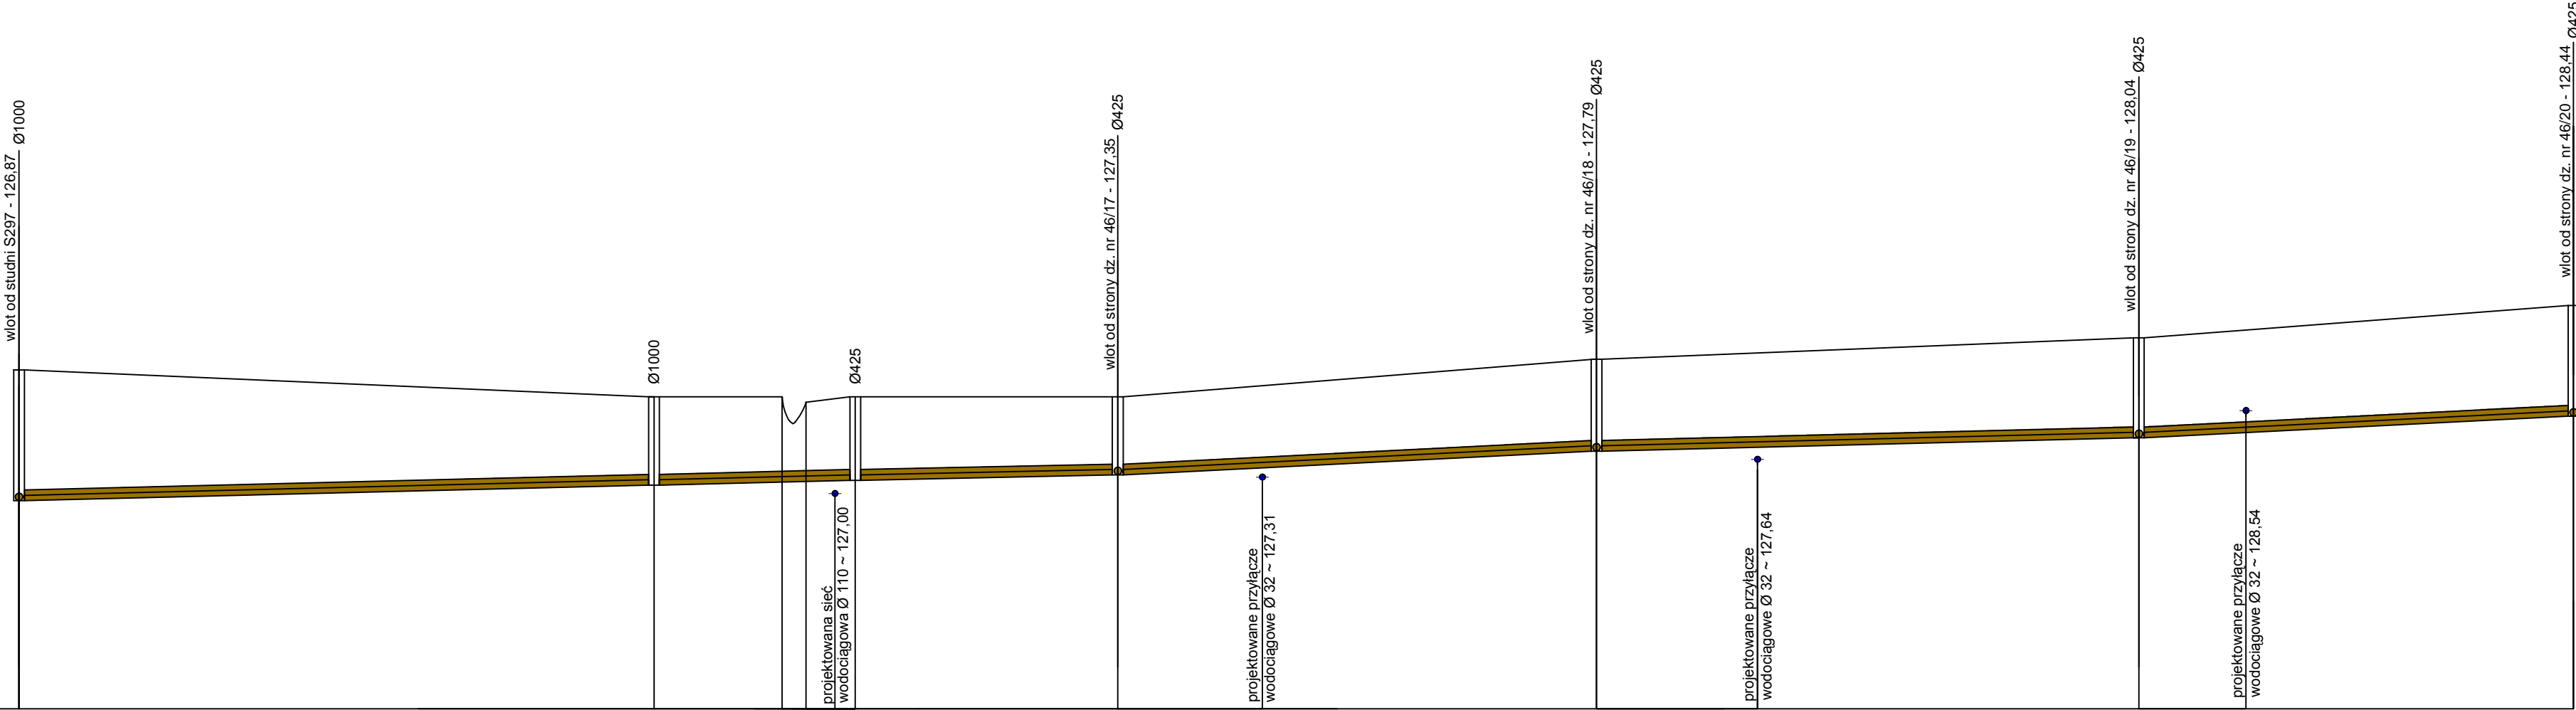 wlot od studni S297 - 126,87
Ø1000
Ø1000
projektowana sieć
wodociągowa Ø 110 ~ 127,00
Ø425
wlot od strony dz. nr 46/17 - 127,35
Ø425
projektowane przyłącze
wodociągowe Ø 32 ~ 127,31
wlot od strony dz. nr 46/18 - 127,79
Ø425
projektowane przyłącze
wodociągowe Ø 32 ~ 127,64
wlot od strony dz. nr 46/19 - 128,04
Ø425
projektowane przyłącze
wodociągowe Ø 32 ~ 128,54
wlot od strony dz. nr 46/20 - 128,44
Ø425